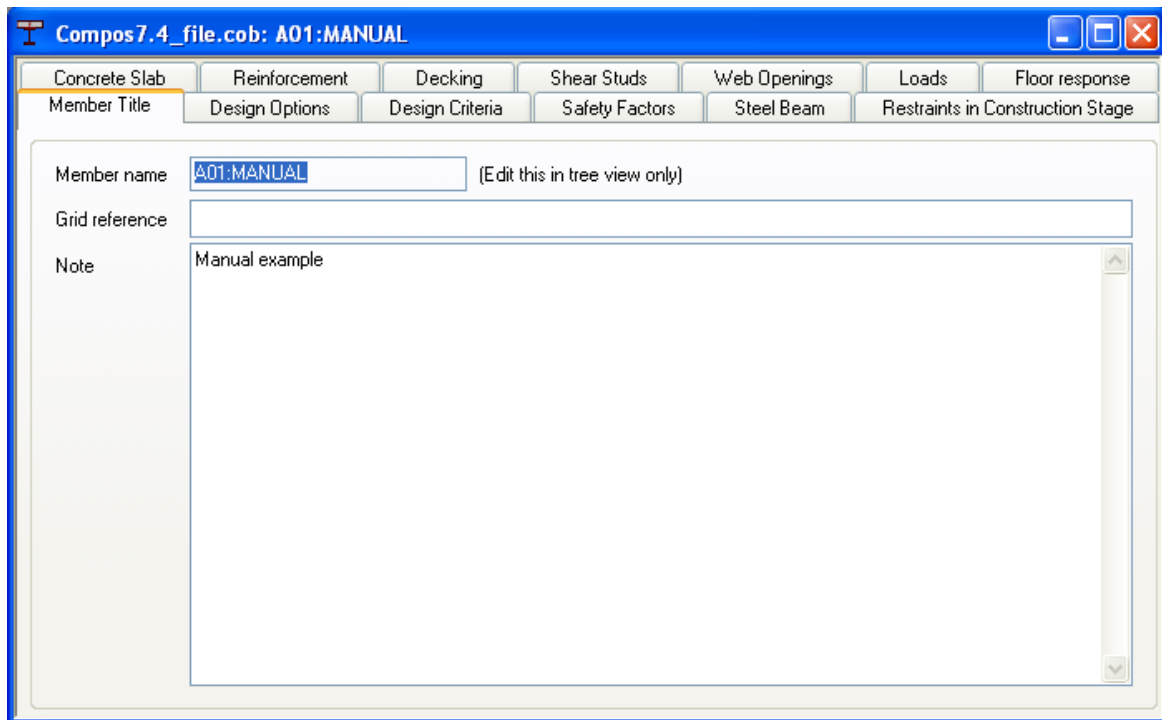 Compos7.4_file.cob: A01:MANUAL
Concrete Slab Reinforcement Decking Shear Studs Web Openings Loads Floor response
Member Title Design Options Design Criteria Safety Factors Steel Beam Restraints in Construction Stage
Member name A01:MANUAL (Edit this in tree view only)
Grid reference
Note Manual example